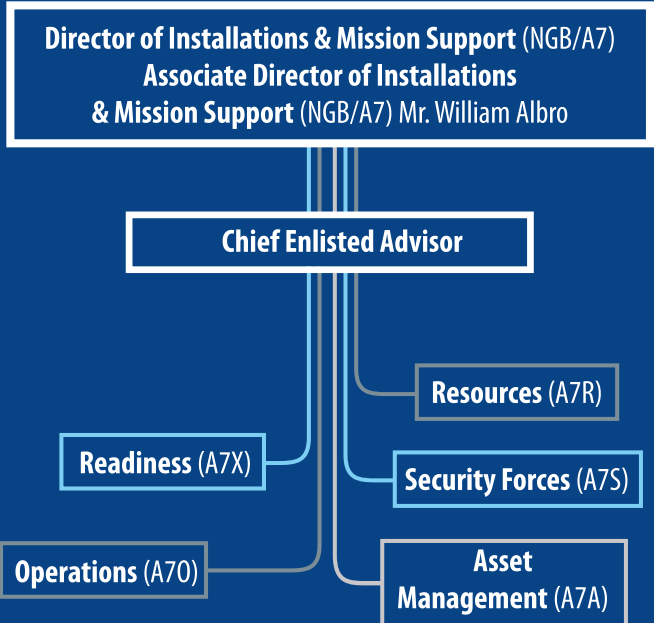 Director of Installations & Mission Support (NGB/A7)
Associate Director of Installations
& Mission Support (NGB/A7) Mr. William Albro
Chief Enlisted Advisor
Resources (A7R)
Readiness (A7X)
Security Forces (A7S)
Operations (A7O)
Asset
Management (A7A)